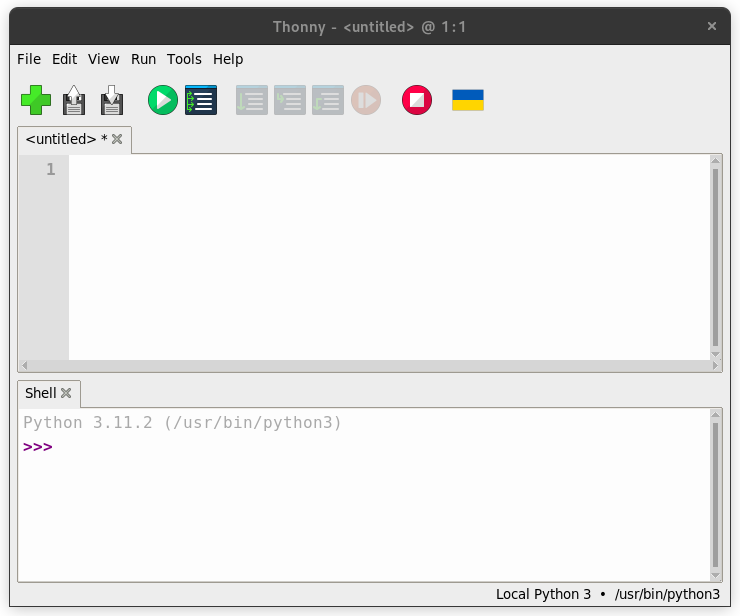 Thonny - <untitled> @ 1:1
File Edit View Run Tools Help
<untitled> *
1
Shell
Python 3.11.2 (/usr/bin/python3)
>>>
Local Python 3 • /usr/bin/python3